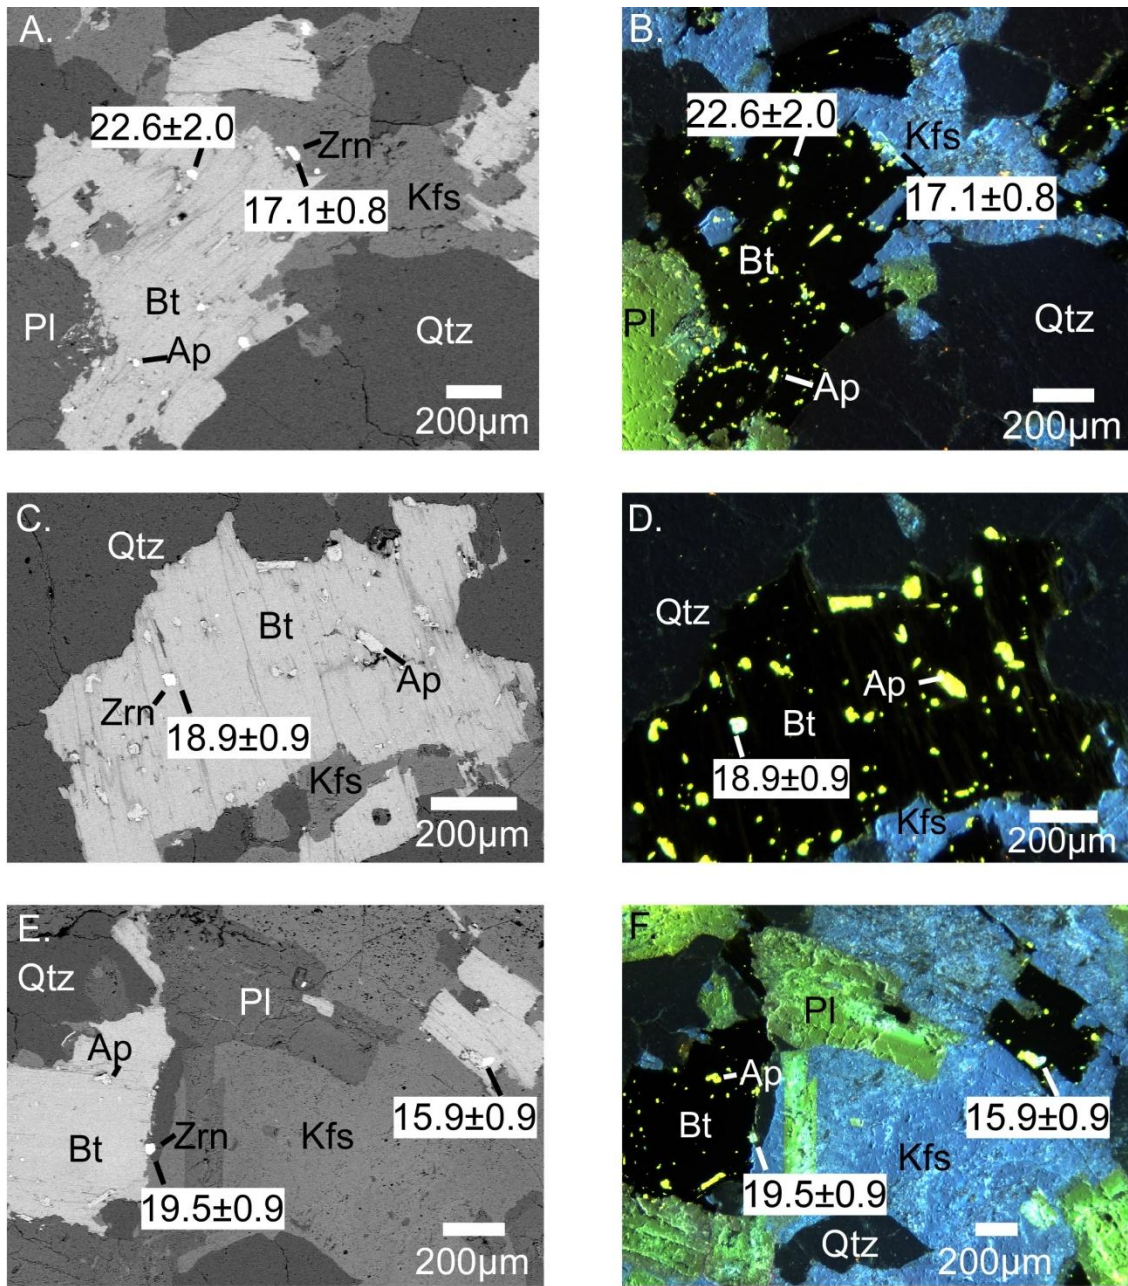 A.
22.6±2.0
Zrn
17.1±0.8
Kfs
Bt
Pl
Ap
Qtz
200µm
B.
22.6±2.0
Kfs
17.1±0.8
Bt
Pl
Qtz
Ap
200µm
C.
Qtz
Bt
Ap
Zrn
18.9±0.9
Kfs
200µm
D.
Qtz
Ap
Bt
18.9±0.9
Kfs
200µm
E.
Qtz
Pl
Ap
15.9±0.9
Bt
Zrn
Kfs
19.5±0.9
200µm
F.
Pl
Ap
15.9±0.9
Bt
Kfs
19.5±0.9
Qtz
200µm